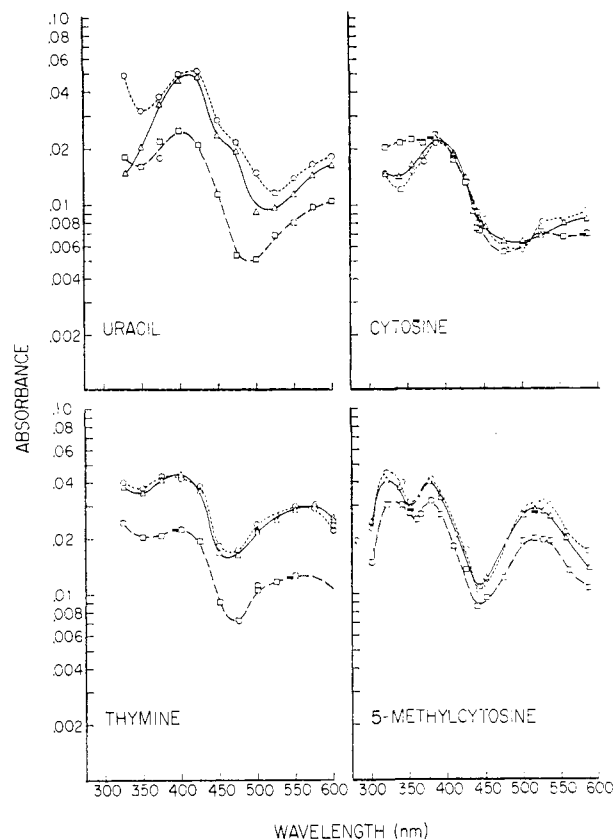 .10
.08
.06
.04
.02
.01
.008
.006
.004
.002
URACIL
CYTOSINE
ABSORBANCE
.10
.08
.06
.04
.02
.01
.008
.006
.004
.002
THYMINE
5-METHYLCYTOSINE
300 350 400 450 500 550 600
300 350 400 450 500 550 600
WAVELENGTH (nm)